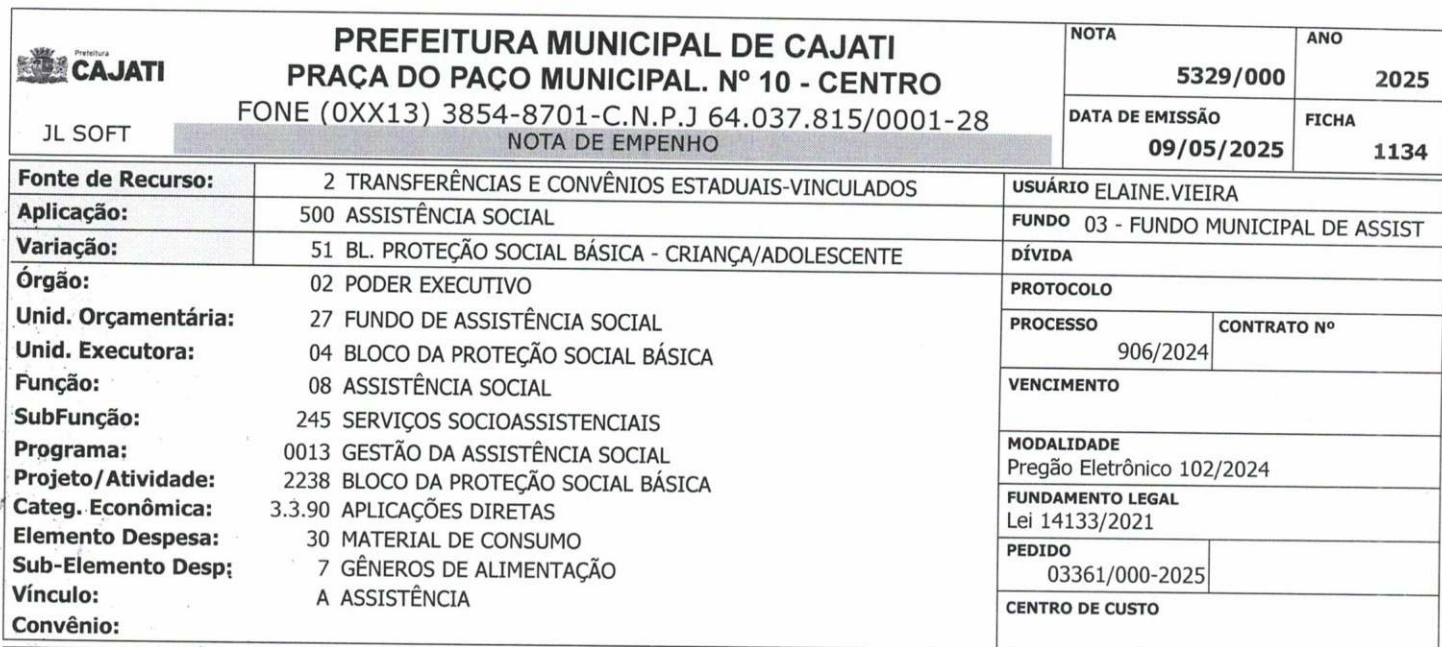 Prefeitura
CAJATI
JL SOFT
PREFEITURA MUNICIPAL DE CAJATI
PRAÇA DO PAÇO MUNICIPAL. Nº 10 - CENTRO
FONE (0XX13) 3854-8701-C.N.P.J 64.037.815/0001-28
NOTA DE EMPENHO
NOTA
5329/000
ANO
2025
DATA DE EMISSÃO
09/05/2025
FICHA
1134
Fonte de Recurso: 2 TRANSFERÊNCIAS E CONVÊNIOS ESTADUAIS-VINCULADOS
Aplicação: 500 ASSISTÊNCIA SOCIAL
Variação: 51 BL. PROTEÇÃO SOCIAL BÁSICA - CRIANÇA/ADOLESCENTE
Órgão: 02 PODER EXECUTIVO
Unid. Orçamentária: 27 FUNDO DE ASSISTÊNCIA SOCIAL
Unid. Executora: 04 BLOCO DA PROTEÇÃO SOCIAL BÁSICA
Função: 08 ASSISTÊNCIA SOCIAL
SubFunção: 245 SERVIÇOS SOCIOASSISTENCIAIS
Programa: 0013 GESTÃO DA ASSISTÊNCIA SOCIAL
Projeto/Atividade: 2238 BLOCO DA PROTEÇÃO SOCIAL BÁSICA
Categ. Econômica: 3.3.90 APLICAÇÕES DIRETAS
Elemento Despesa: 30 MATERIAL DE CONSUMO
Sub-Elemento Desp: 7 GÊNEROS DE ALIMENTAÇÃO
Vínculo: A ASSISTÊNCIA
Convênio:
USUÁRIO ELAINE.VIEIRA
FUNDO 03 - FUNDO MUNICIPAL DE ASSIST
DÍVIDA
PROTOCOLO
PROCESSO
906/2024
CONTRATO Nº
VENCIMENTO
MODALIDADE
Pregão Eletrônico 102/2024
FUNDAMENTO LEGAL
Lei 14133/2021
PEDIDO
03361/000-2025
CENTRO DE CUSTO